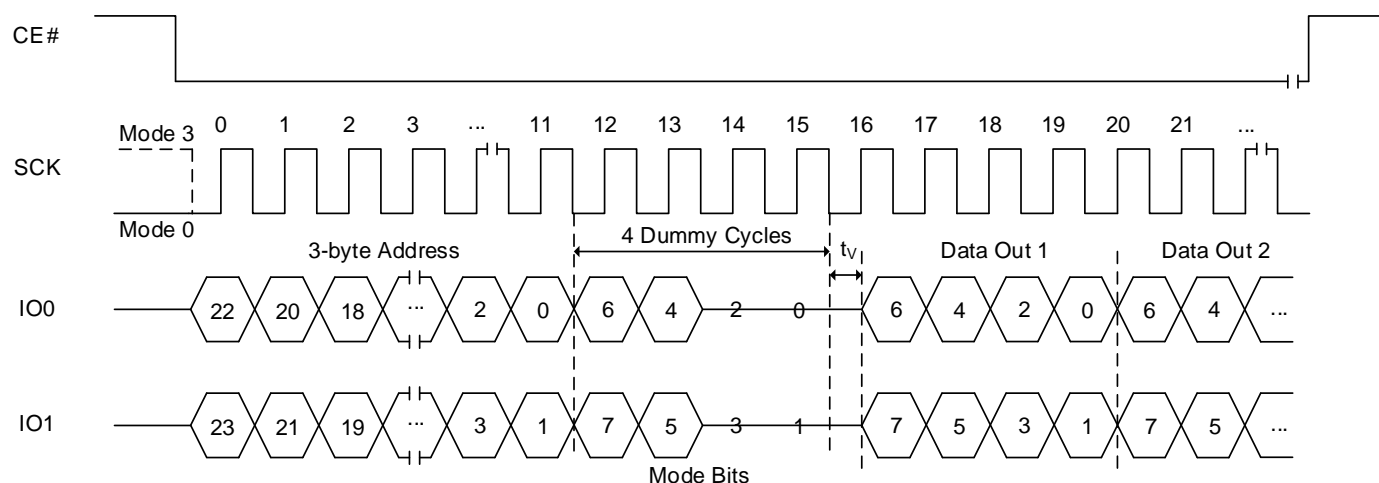 CE#
Mode 3 0 1 2 3 ... 11 12 13 14 15 16 17 18 19 20 21 ...
SCK
Mode 0
3-byte Address 4 Dummy Cycles tV Data Out 1 Data Out 2
IO0 22 20 18 ... 2 0 6 4 2 0 6 4 2 0 6 4 ...
IO1 23 21 19 ... 3 1 7 5 3 1 7 5 3 1 7 5 ...
Mode Bits